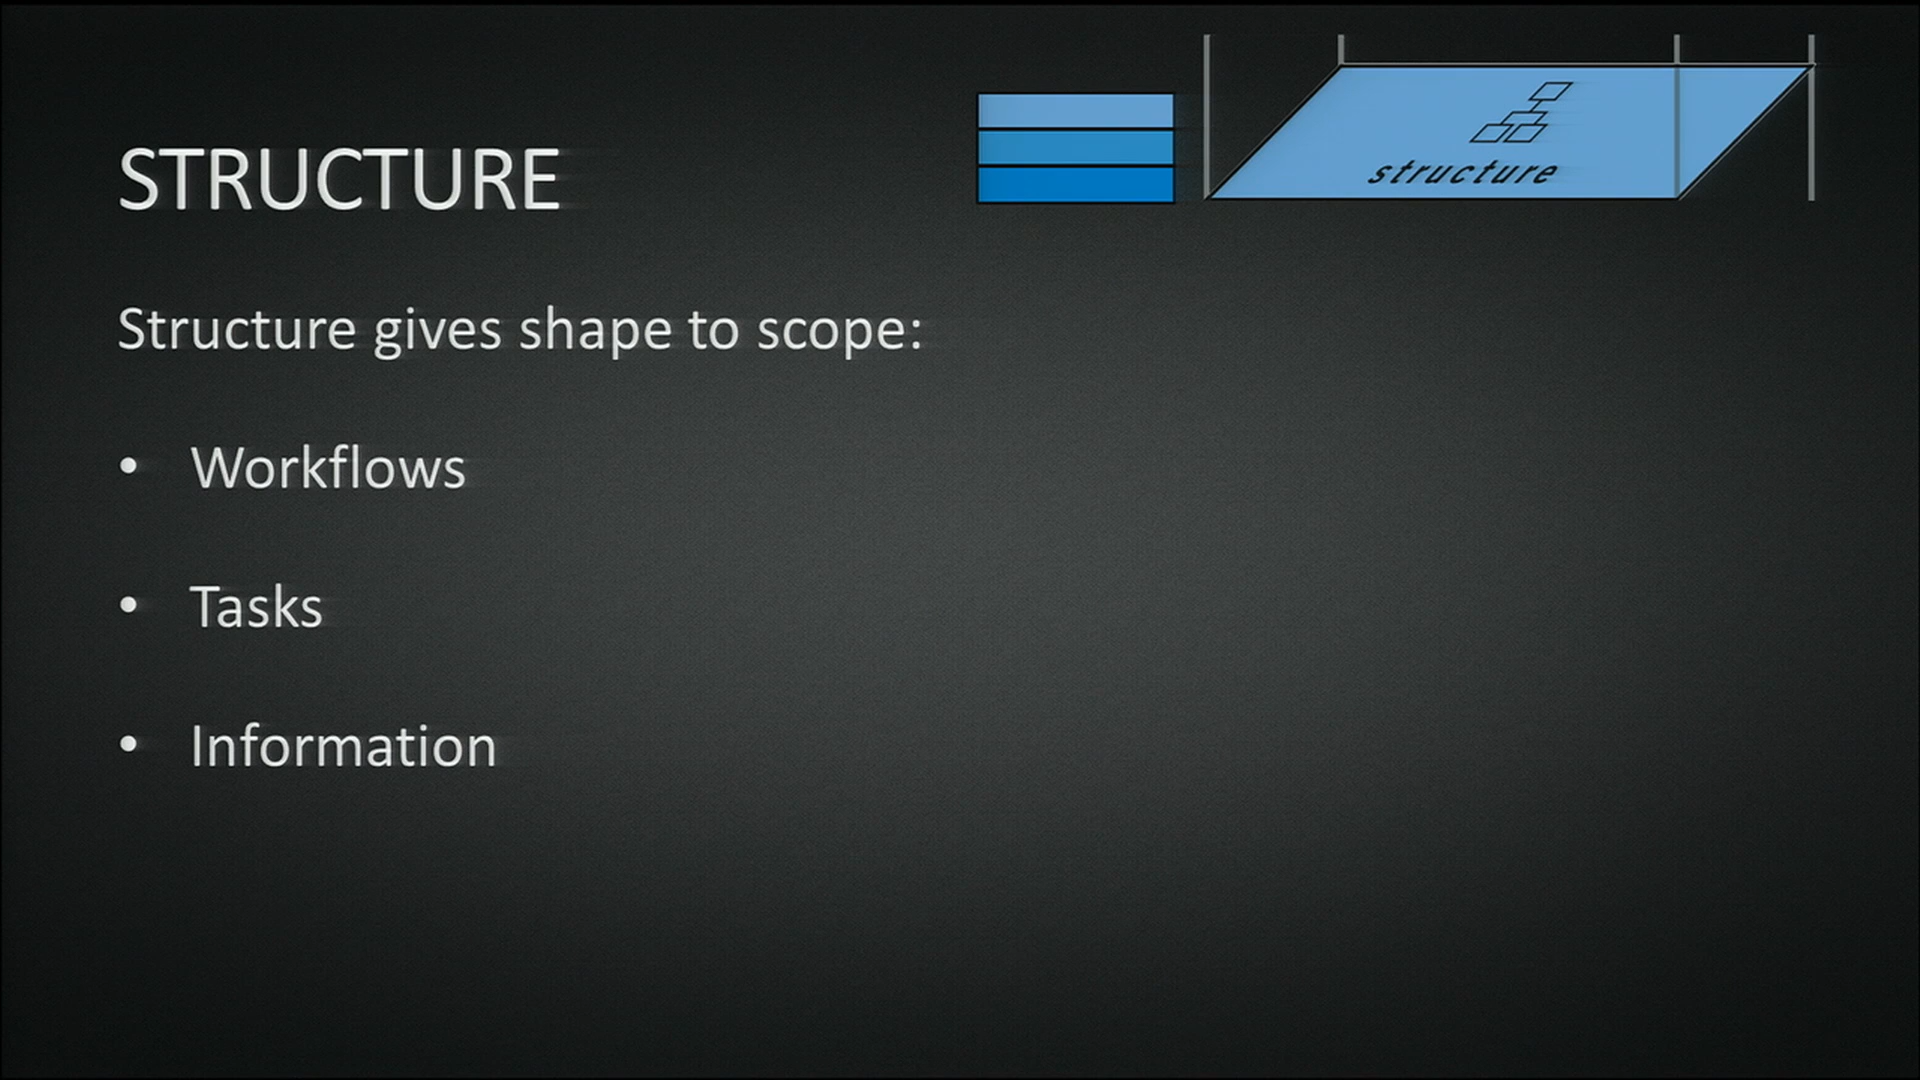 STRUCTURE
structure
Structure gives shape to scope:
• Workflows
• Tasks
• Information